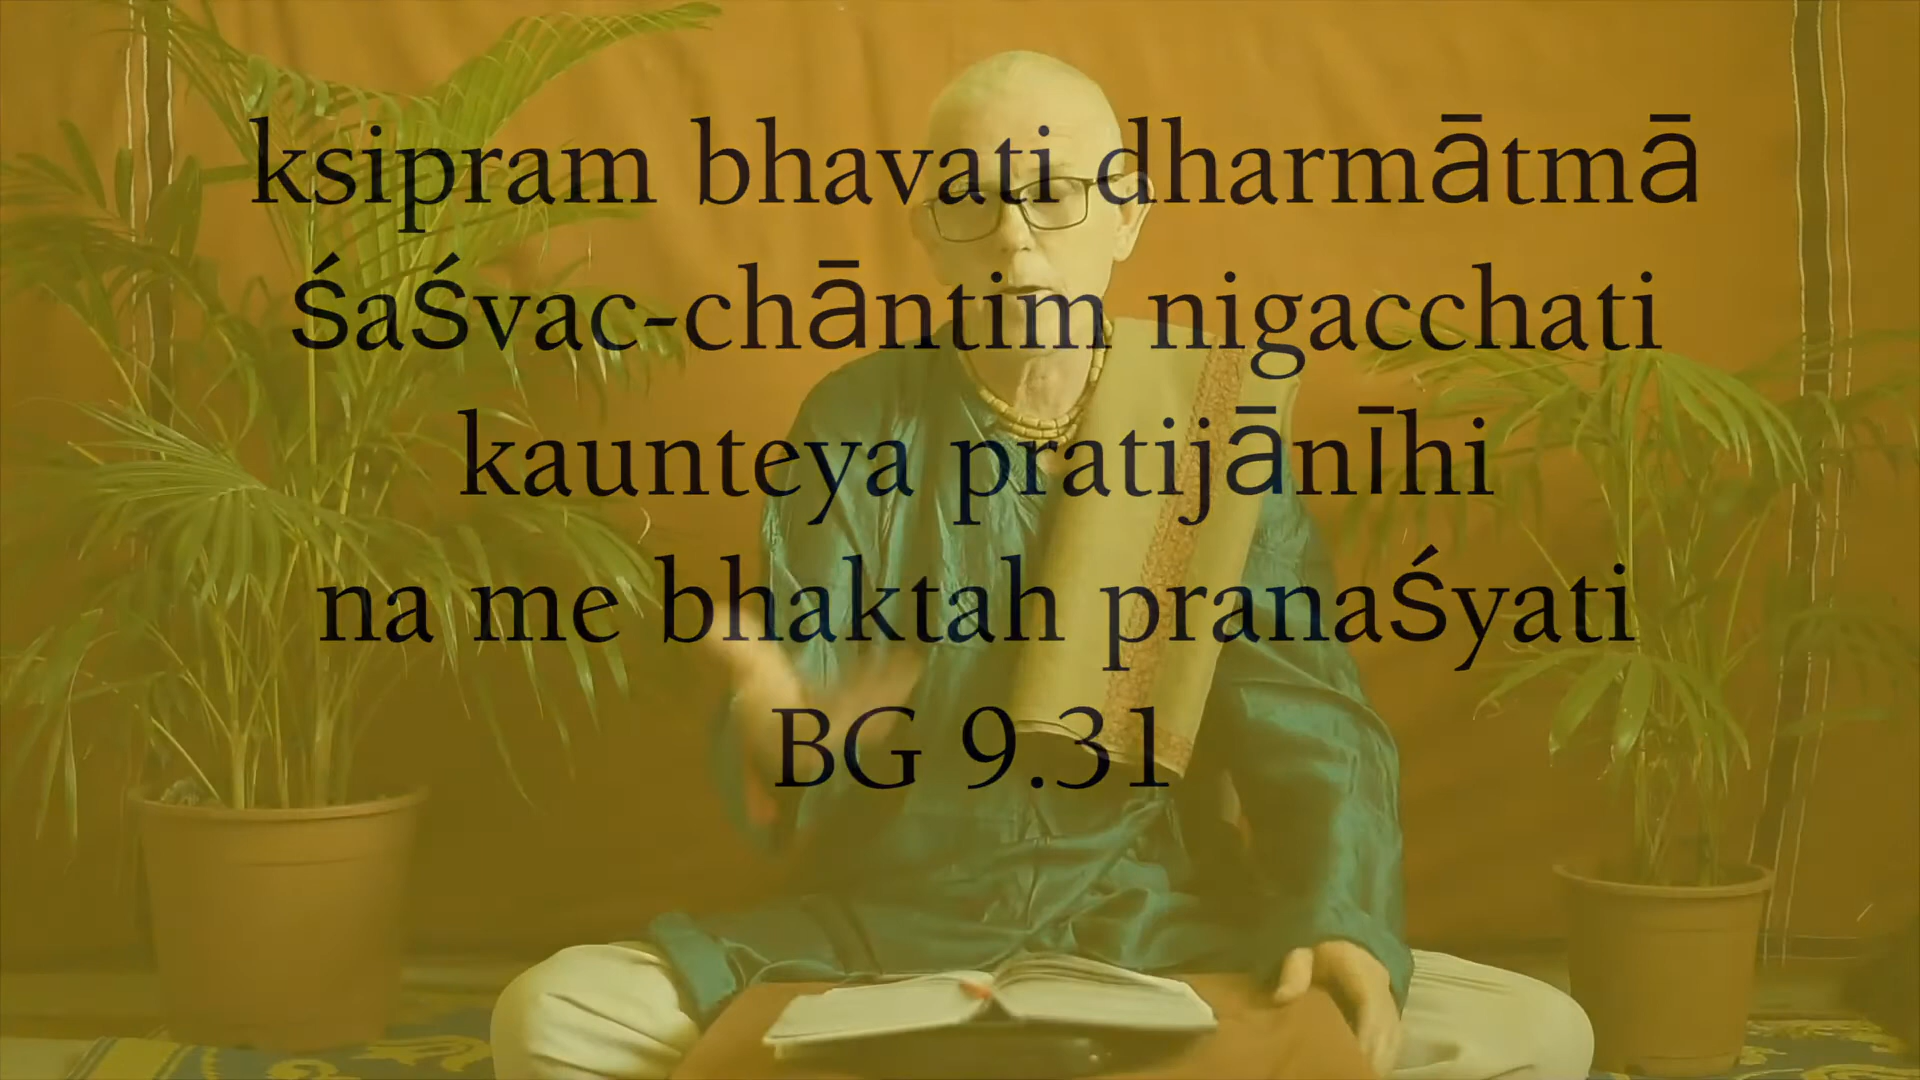 ksipram bhavati dharmātmā
śaśvac-chāntim nigacchati
kaunteya pratijānīhi
na me bhaktah pranaśyati
BG 9.31